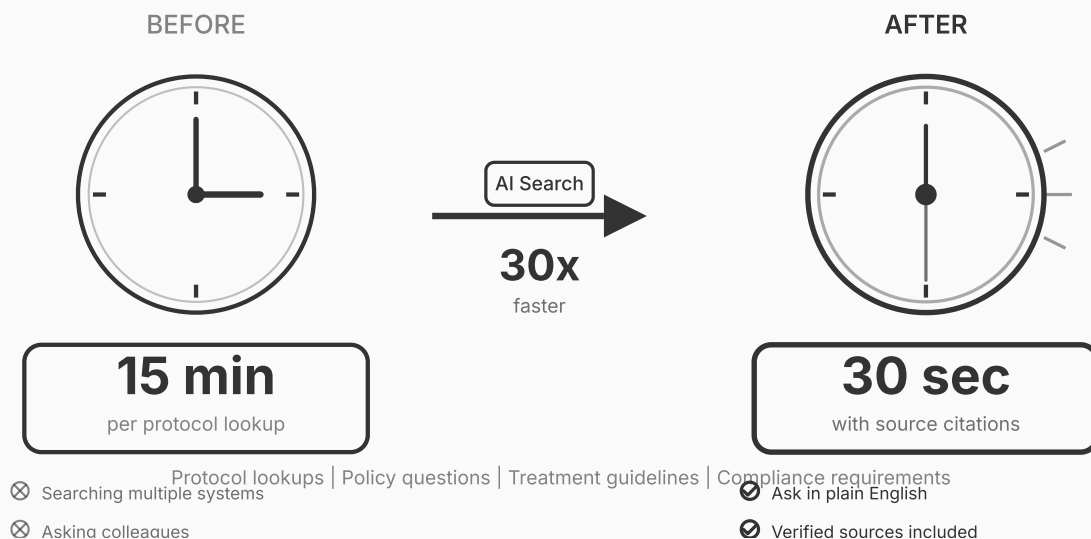 BEFORE
AFTER
AI Search
30x
faster
15 min
per protocol lookup
30 sec
with source citations
Protocol lookups | Policy questions | Treatment guidelines | Compliance requirements
Searching multiple systems
Asking colleagues
Ask in plain English
Verified sources included